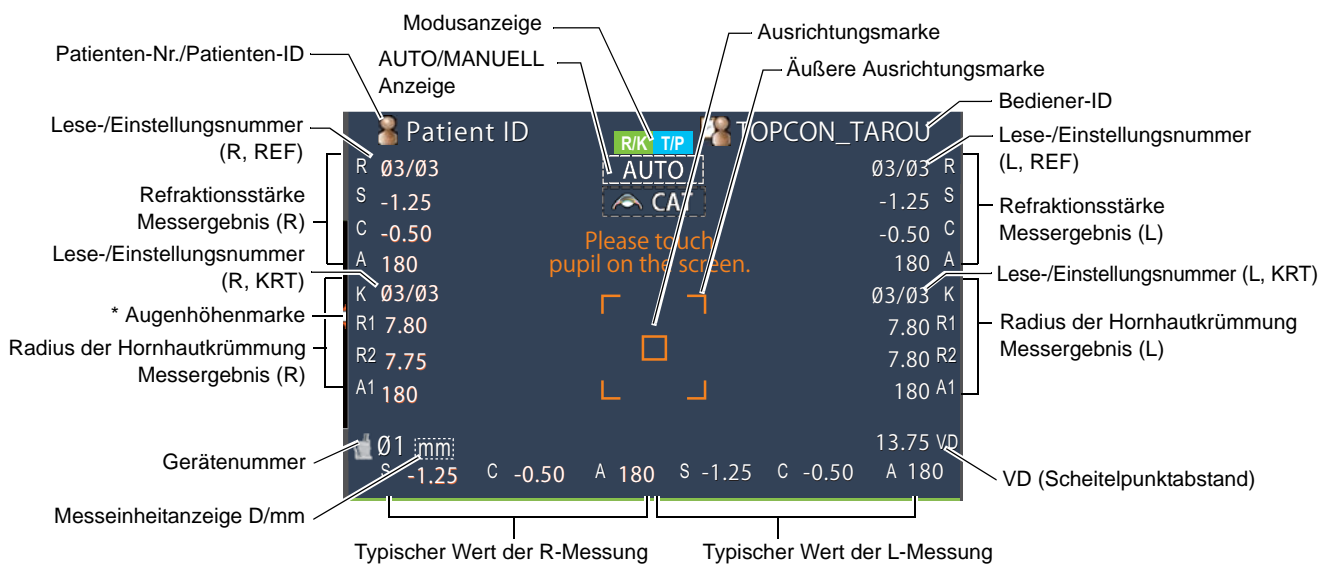 Modusanzeige
Ausrichtungsmarke
Patienten-Nr./Patienten-ID
AUTO/MANUELL
Anzeige
Äußere Ausrichtungsmarke
Bediener-ID
Lese-/Einstellungsnummer
(R, REF)
Refraktionsstärke
Messergebnis (R)
Lese-/Einstellungsnummer
(R, KRT)
* Augenhöhenmarke
Radius der Hornhautkrümmung
Messergebnis (R)
Gerätenummer
Messeinheitanzeige D/mm
Patient ID
R/K T/P
TOPCON_TAROU
AUTO
CAT
Please touch
pupil on the screen.
R Ø3/Ø3
S -1.25
C -0.50
A 180
K Ø3/Ø3
R1 7.80
R2 7.75
A1 180
Ø3/Ø3 R
-1.25 S
-0.50 C
180 A
Ø3/Ø3 K
7.80 R1
7.80 R2
180 A1
Ø1 mm
13.75 VD
S -1.25 C -0.50 A 180 S -1.25 C -0.50 A 180
Lese-/Einstellungsnummer
(L, REF)
Refraktionsstärke
Messergebnis (L)
Lese-/Einstellungsnummer (L, KRT)
Radius der Hornhautkrümmung
Messergebnis (L)
VD (Scheitelpunktabstand)
Typischer Wert der R-Messung
Typischer Wert der L-Messung